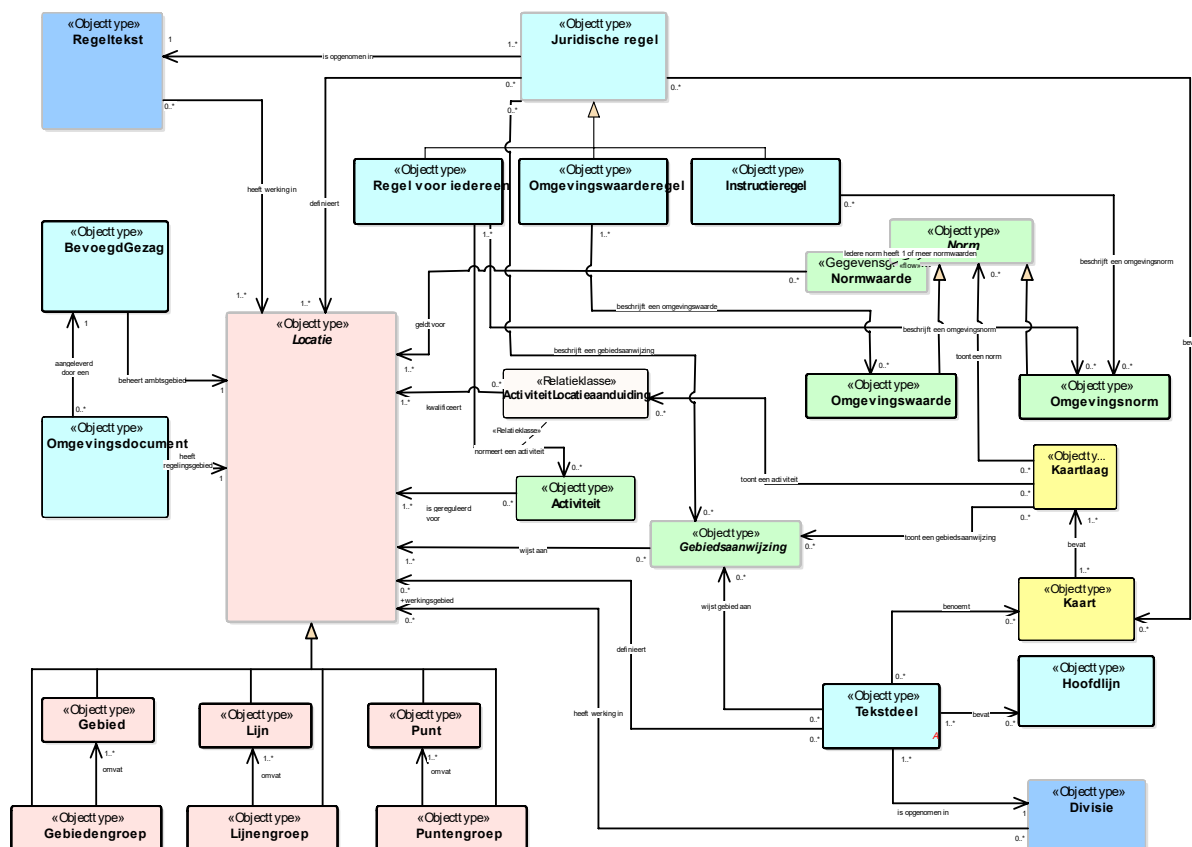 «Objecttype»
Regeltekst
«Objecttype»
Juridische regel
1
1..*
is opgenomen in
0..*
0..*
0..*
0..*
«Objecttype»
Regel voor iedereen
«Objecttype»
Omgevingswaarderegel
«Objecttype»
Instructieregel
heeft werking in
definieert
0..*
1..*
1..*
«Objecttype»
BevoegdGezag
«Objecttype»
Norm
Iedere norm heeft 1 of meer normwaarden
«Gegevensg
«flow»
Normwaarde
0..*
0..*
beschrijft een omgevingsnorm
1..*
1..*
«Objecttype»
Locatie
1
aangeleverd
door een
beheert ambtsgebied
1
0..*
geldt voor
1..*
beschrijft een omgevingswaarde
beschrijft een omgevingsnorm
beschrijft een gebiedsaanwijzing
toont een norm
be
0..*
0..*
0..*
«Relatieklasse»
ActiviteitLocatieaanduiding
0..*
1..*
kwalificeert
0..*
«Relatieklasse»
normeert een activiteit
«Objecttype»
Omgevingswaarde
«Objecttype»
Omgevingsnorm
«Objecttype»
Omgevingsdocument
heeft
regelingsgebied
1
0..*
«Objecttype»
Activiteit
1..*
0..*
is gereguleerd
voor
toont een activiteit
«Objecty...
Kaartlaag
0..*
0..*
0..*
0..*
«Objecttype»
Gebiedsaanwijzing
wijst aan
1..*
0..*
0..*
toont een gebiedsaanwijzing
1..*
bevat
1..*
0..*
+werkingsgebied
0..*
0..*
wijst gebied aan
«Objecttype»
Kaart
benoemt
0..*
0..*
definieert
0..*
«Objecttype»
Tekstdeel
A
0..*
0..*
1..*
bevat
1..*
0..*
«Objecttype»
Hoofdlijn
heeft werking in
«Objecttype»
Gebied
«Objecttype»
Lijn
«Objecttype»
Punt
1..*
omvat
1..*
omvat
1..*
omvat
«Objecttype»
Gebiedengroep
«Objecttype»
Lijnengroep
«Objecttype»
Puntengroep
is opgenomen in
1
0..*
«Objecttype»
Divisie